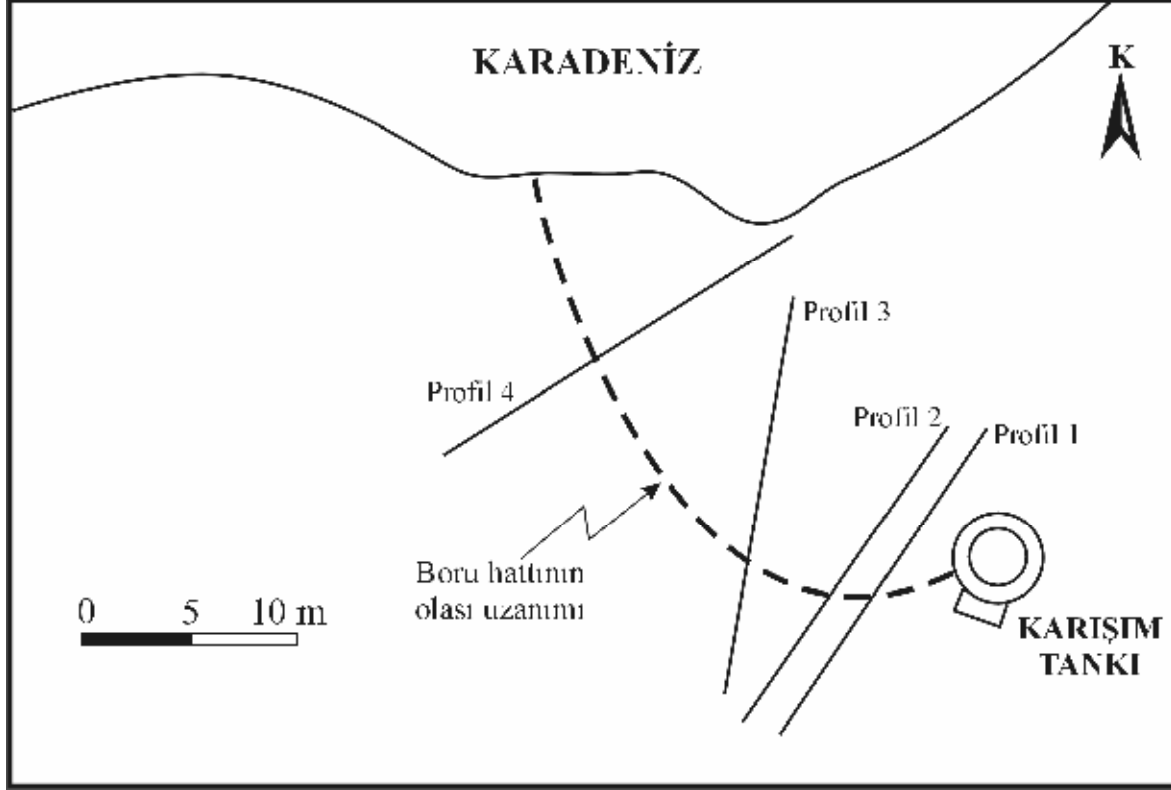 KARADENİZ
K
Profil 3
Profil 4
Profil 2
Profil 1
Boru hattının
olası uzanımı
0 5 10 m
KARIŞIM
TANKI